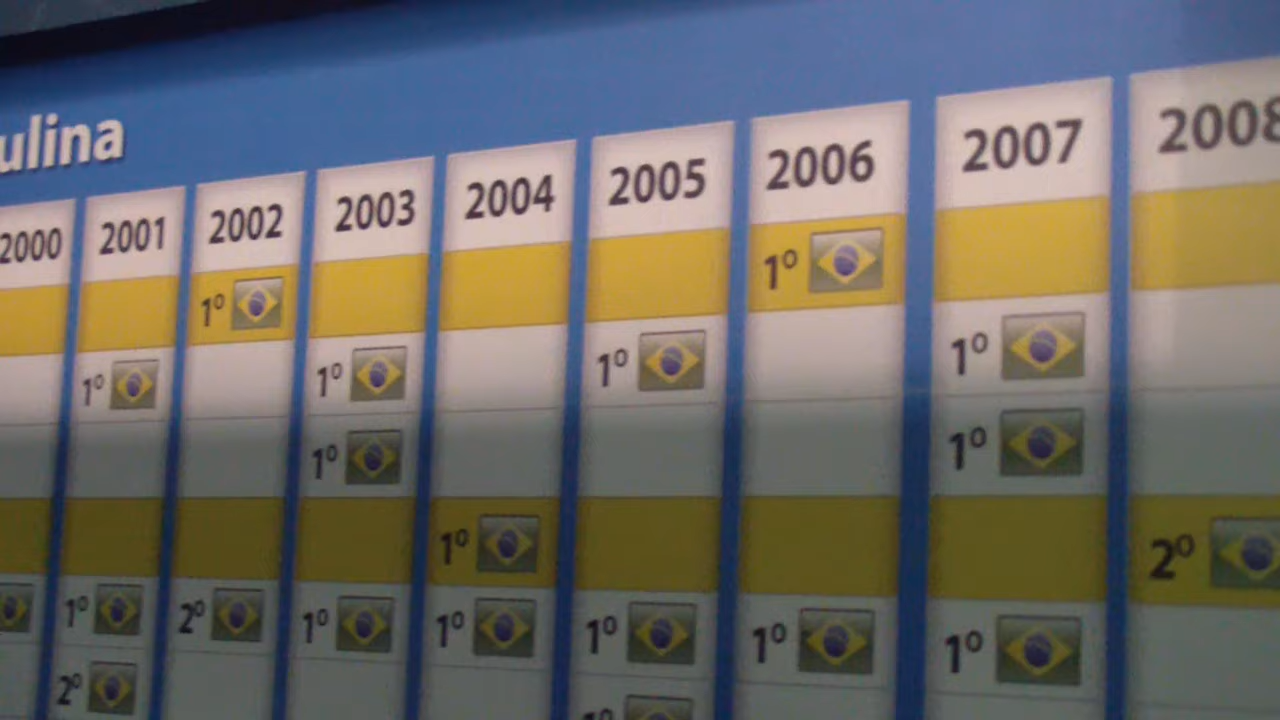 ulina
2000 2001 2002 2003 2004 2005 2006 2007 2008
1º 1º
1º 1º 1º 1º
1º 1º
1º 2º
1º 2º 1º 1º 1º 1º 1º
2º 1º